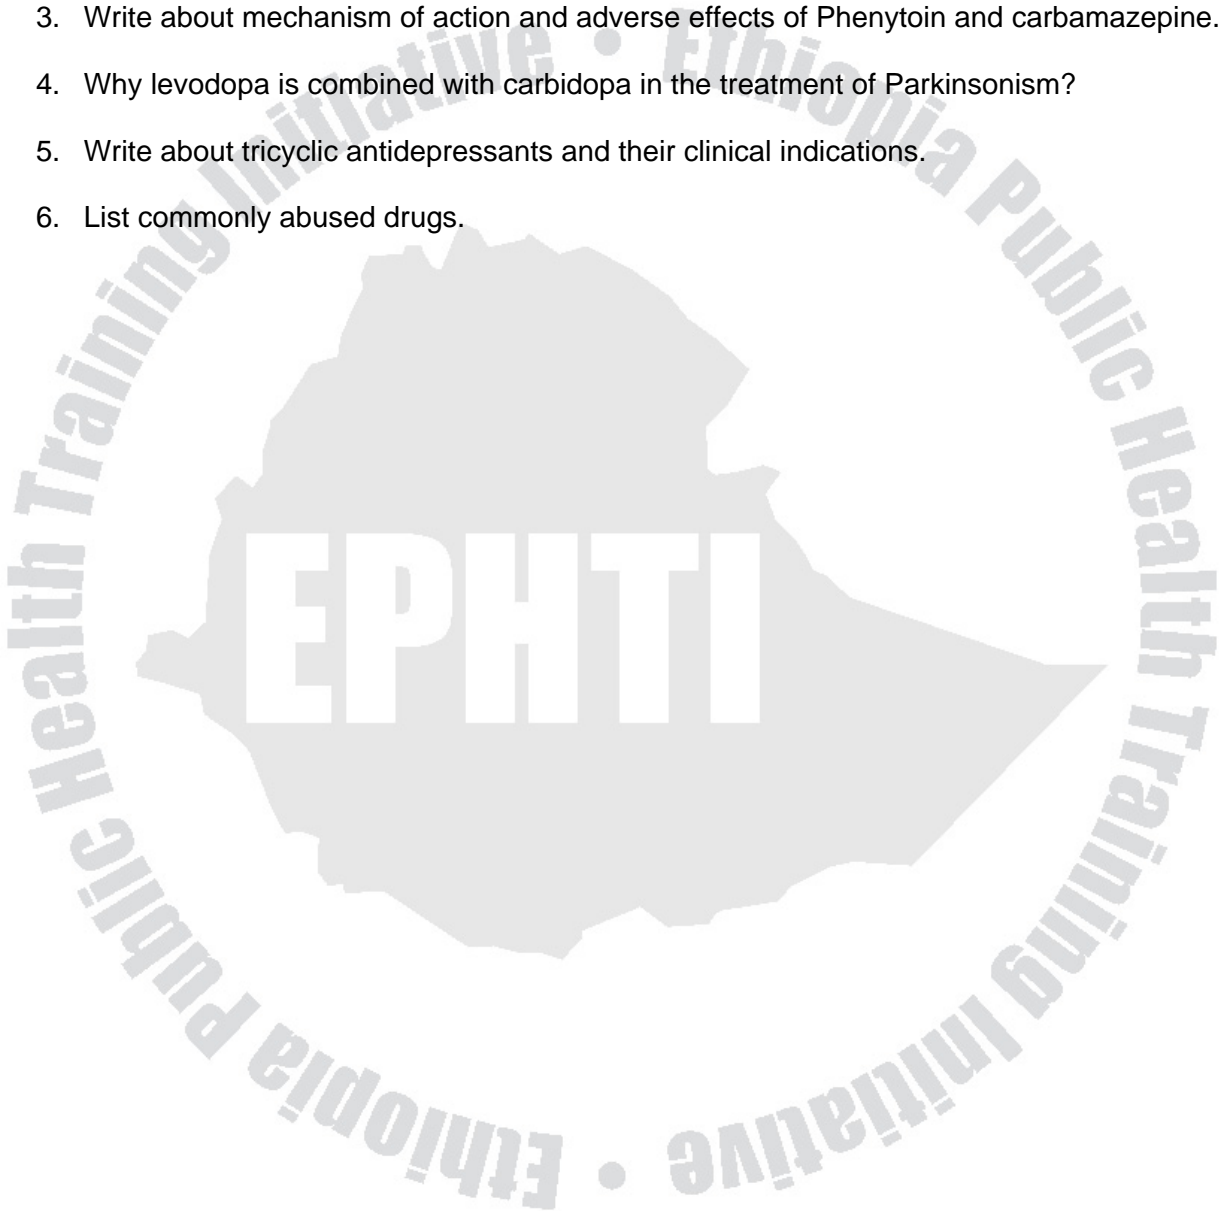 3. Write about mechanism of action and adverse effects of Phenytoin and carbamazepine.
4. Why levodopa is combined with carbidopa in the treatment of Parkinsonism?
5. Write about tricyclic antidepressants and their clinical indications.
6. List commonly abused drugs.
Ethiopia Public Health Training Initiative • Ethiopia Public Health Training Initiative •
EPHTI